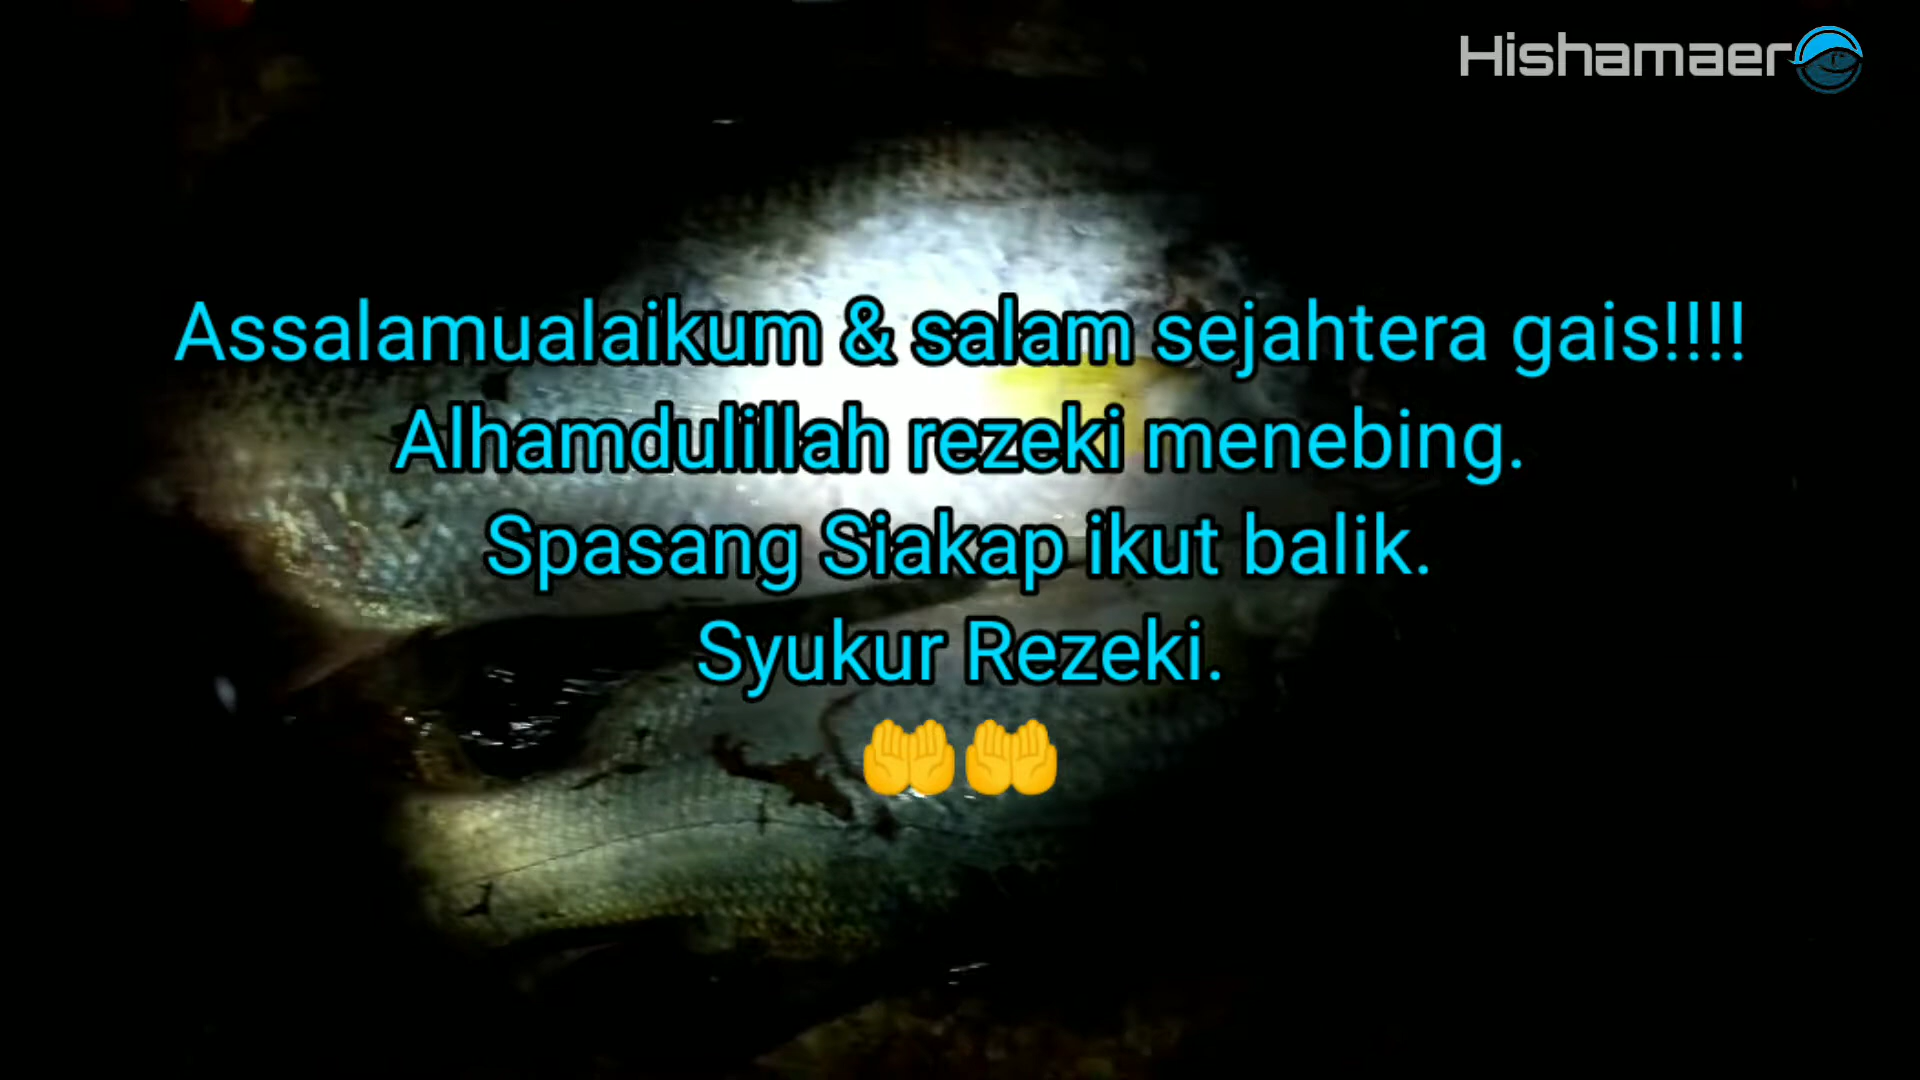 Hishamaer
Assalamualaikum & salam sejahtera gais!!!!
Alhamdulillah rezeki menebing.
Spasang Siakap ikut balik.
Syukur Rezeki.
🤲🤲